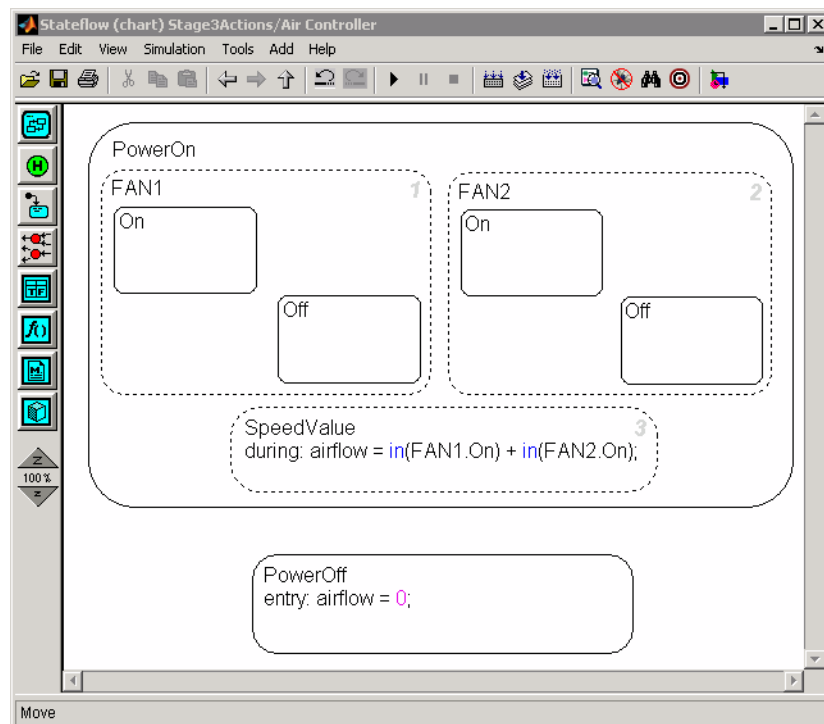 Stateflow (chart) Stage3Actions/Air Controller
File Edit View Simulation Tools Add Help
PowerOn
FAN1 1
FAN2 2
On
On
Off
Off
SpeedValue 3
during: airflow = in(FAN1.On) + in(FAN2.On);
PowerOff
entry: airflow = 0;
H
TF
f()
M
Z
100%
z
Move